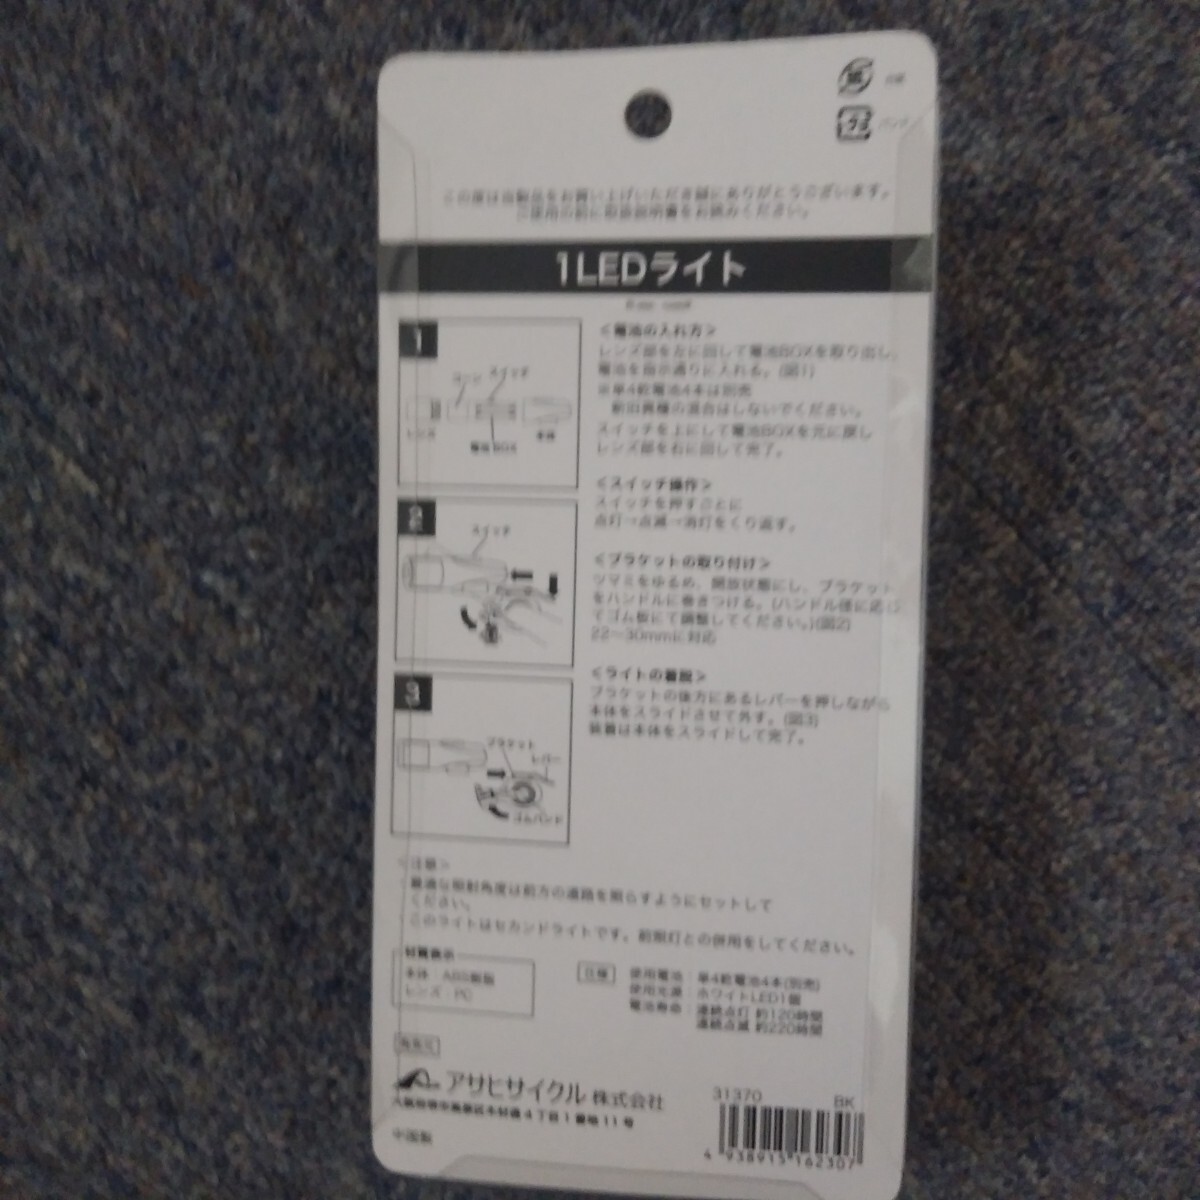 この度は当製品をお買い上げいただき誠にありがとうございます。
ご使用の前に取扱説明書をお読みください。
1LEDライト
1
スイッチ
レンズ
電池BOX
本体
<電池の入れ方>
レンズ部を左に回して電池BOXを取り出し、
電池を指示通りに入れる。(図1)
※単4乾電池4本は別売
新旧異種の混合はしないでください。
スイッチを上にして電池BOXを元に戻し
レンズ部を右に回して完了。
2
スイッチ
<スイッチ操作>
スイッチを押すごとに
点灯→点滅→消灯をくり返す。
<ブラケットの取り付け>
ツマミをゆるめ、開放状態にし、ブラケット
をハンドルに巻きつける。(ハンドル径に応じ
てゴム板にて調整してください。)(図2)
22〜30mmに対応
3
ブラケット
レバー
ゴムバンド
<ライトの着脱>
ブラケットの後方にあるレバーを押しながら
本体をスライドさせて外す。(図3)
装着は本体をスライドして完了。
<注意>
最適な照射角度は前方の道路を照らすようにセットして
ください。
このライトはセカンドライトです。前照灯との併用をしてください。
材質表示
本体:ABS樹脂
レンズ:PC
仕様
使用電池:単4乾電池4本(別売)
使用光源:ホワイトLED1個
電池寿命:連続点灯 約120時間
連続点滅 約220時間
発売元
アサヒサイクル株式会社
4丁目1番地11号
中国製
31370 BK
4 938913 162307